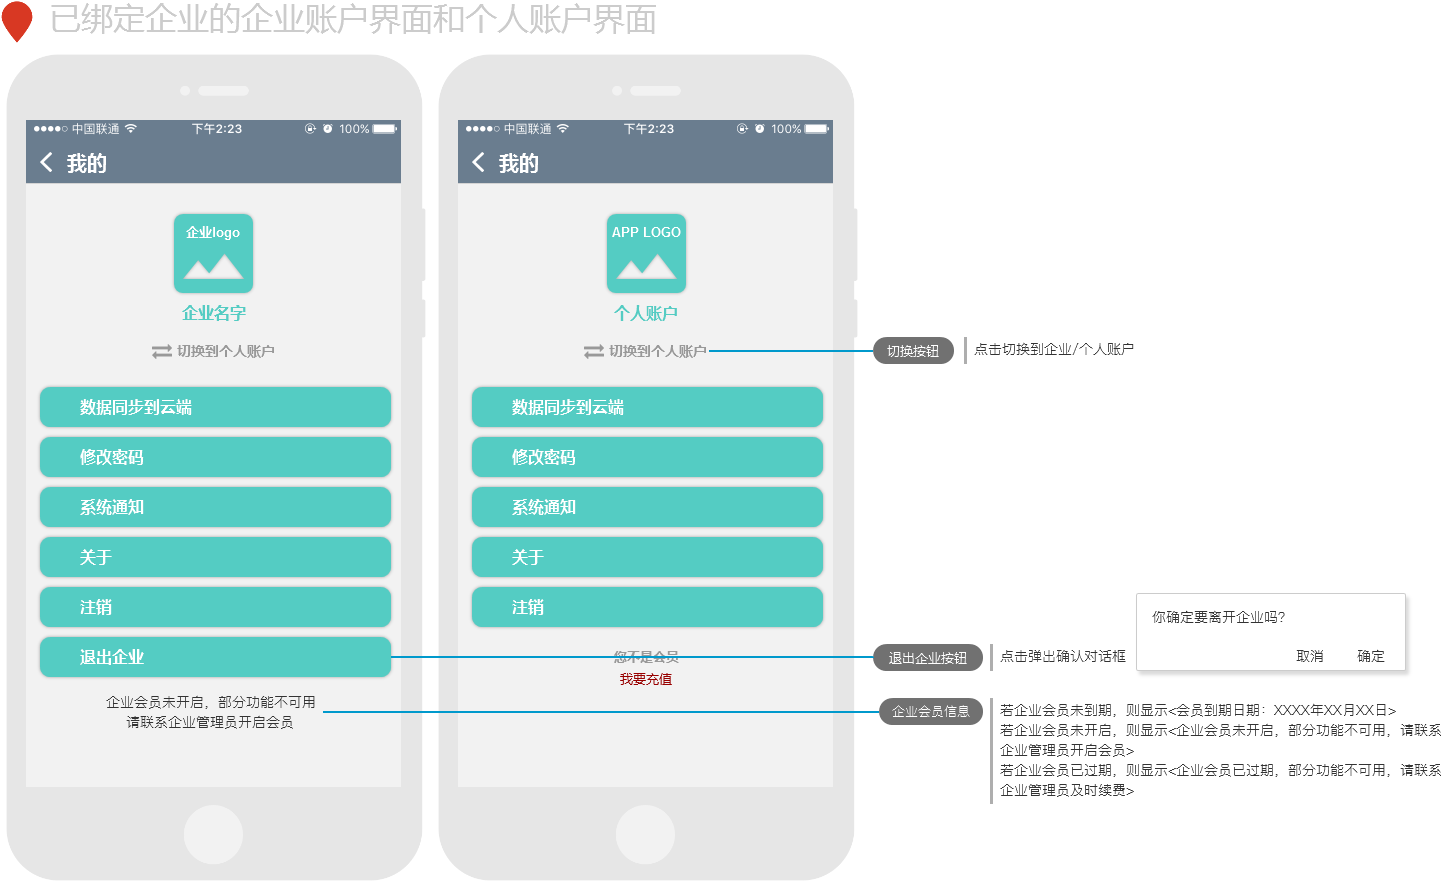 已绑定企业的企业账户界面和个人账户界面
中国联通 下午2:23 100%
我的
企业logo
企业名字
切换到个人账户
数据同步到云端
修改密码
系统通知
关于
注销
退出企业
企业会员未开启，部分功能不可用
请联系企业管理员开启会员
中国联通 下午2:23 100%
我的
APP LOGO
个人账户
切换到个人账户
数据同步到云端
修改密码
系统通知
关于
注销
您不是会员
我要充值
切换按钮
点击切换到企业/个人账户
退出企业按钮
点击弹出确认对话框
你确定要离开企业吗?
取消 确定
企业会员信息
若企业会员未到期，则显示<会员到期日期：XXXX年XX月XX日>
若企业会员未开启，则显示<企业会员未开启，部分功能不可用，请联系
企业管理员开启会员>
若企业会员已过期，则显示<企业会员已过期，部分功能不可用，请联系
企业管理员及时续费>